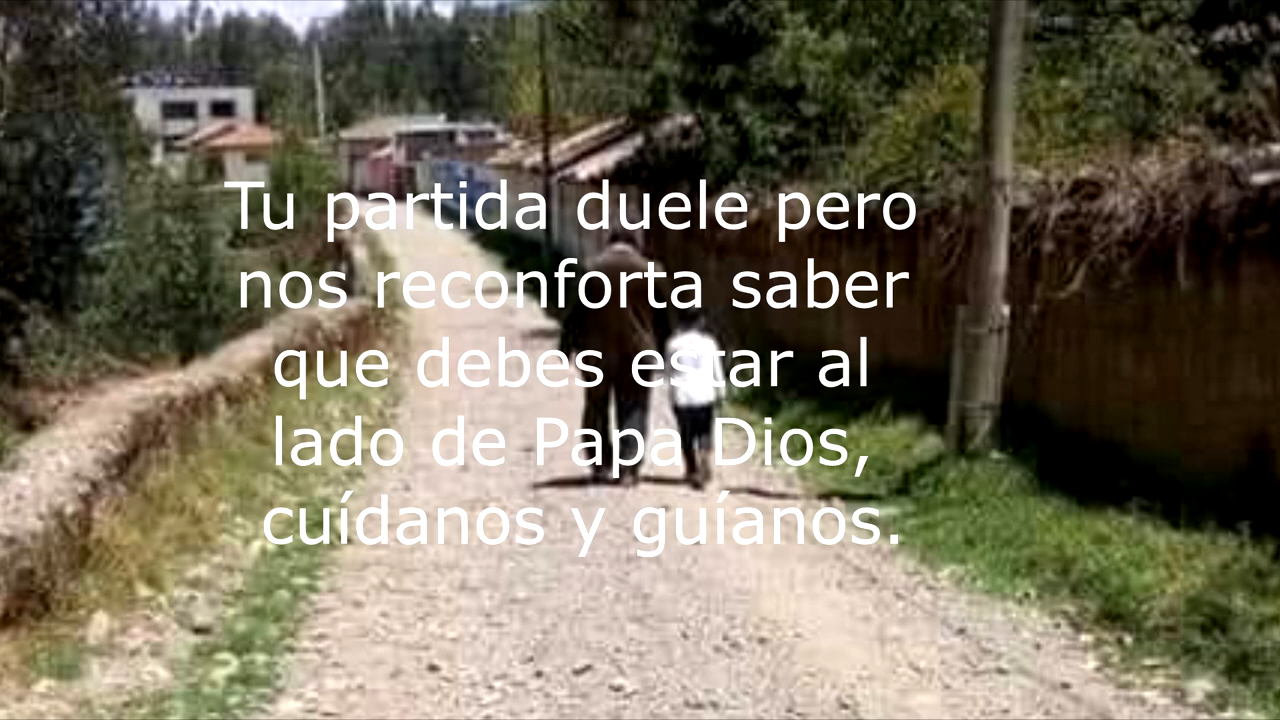 Tu partida duele pero
nos reconforta saber
que debes estar al
lado de Papa Dios,
cuídanos y guíanos.